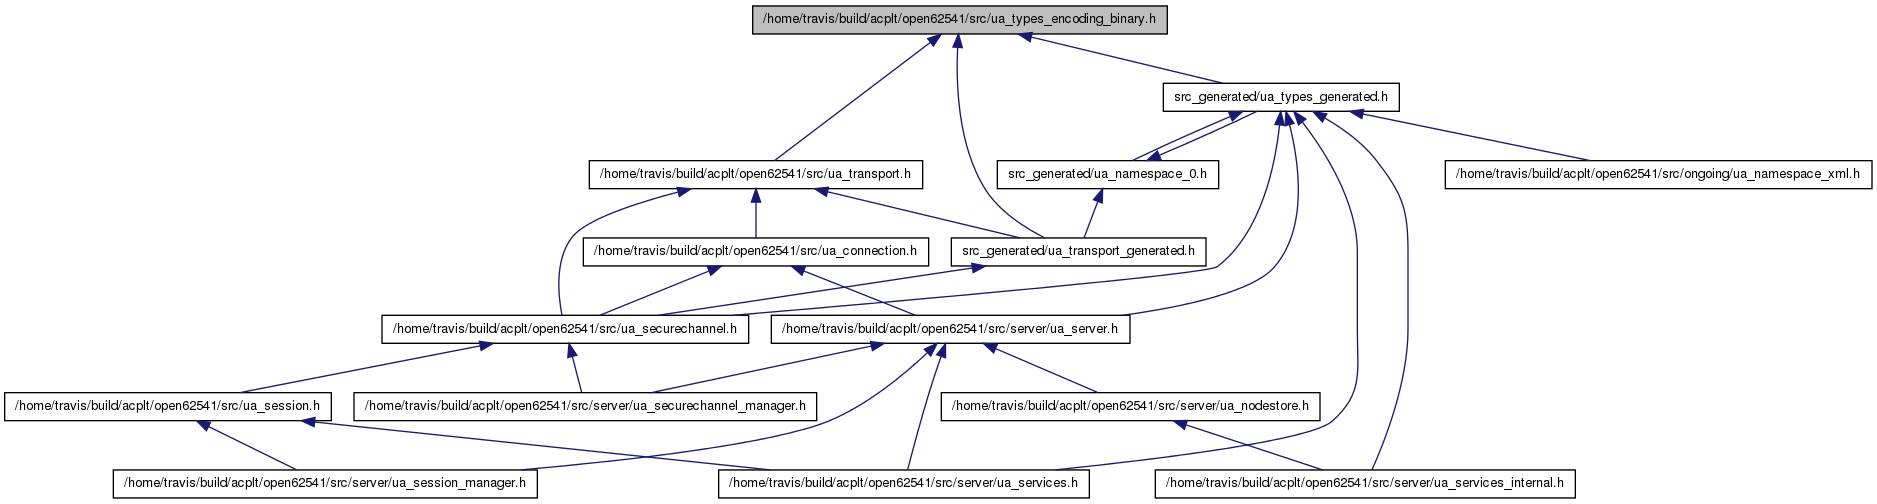 /home/travis/build/acplt/open62541/src/ua_types_encoding_binary.h
src_generated/ua_types_generated.h
/home/travis/build/acplt/open62541/src/ua_transport.h
src_generated/ua_namespace_0.h
/home/travis/build/acplt/open62541/src/ongoing/ua_namespace_xml.h
/home/travis/build/acplt/open62541/src/ua_connection.h
src_generated/ua_transport_generated.h
/home/travis/build/acplt/open62541/src/ua_securechannel.h
/home/travis/build/acplt/open62541/src/server/ua_server.h
/home/travis/build/acplt/open62541/src/ua_session.h
/home/travis/build/acplt/open62541/src/server/ua_securechannel_manager.h
/home/travis/build/acplt/open62541/src/server/ua_nodestore.h
/home/travis/build/acplt/open62541/src/server/ua_session_manager.h
/home/travis/build/acplt/open62541/src/server/ua_services.h
/home/travis/build/acplt/open62541/src/server/ua_services_internal.h